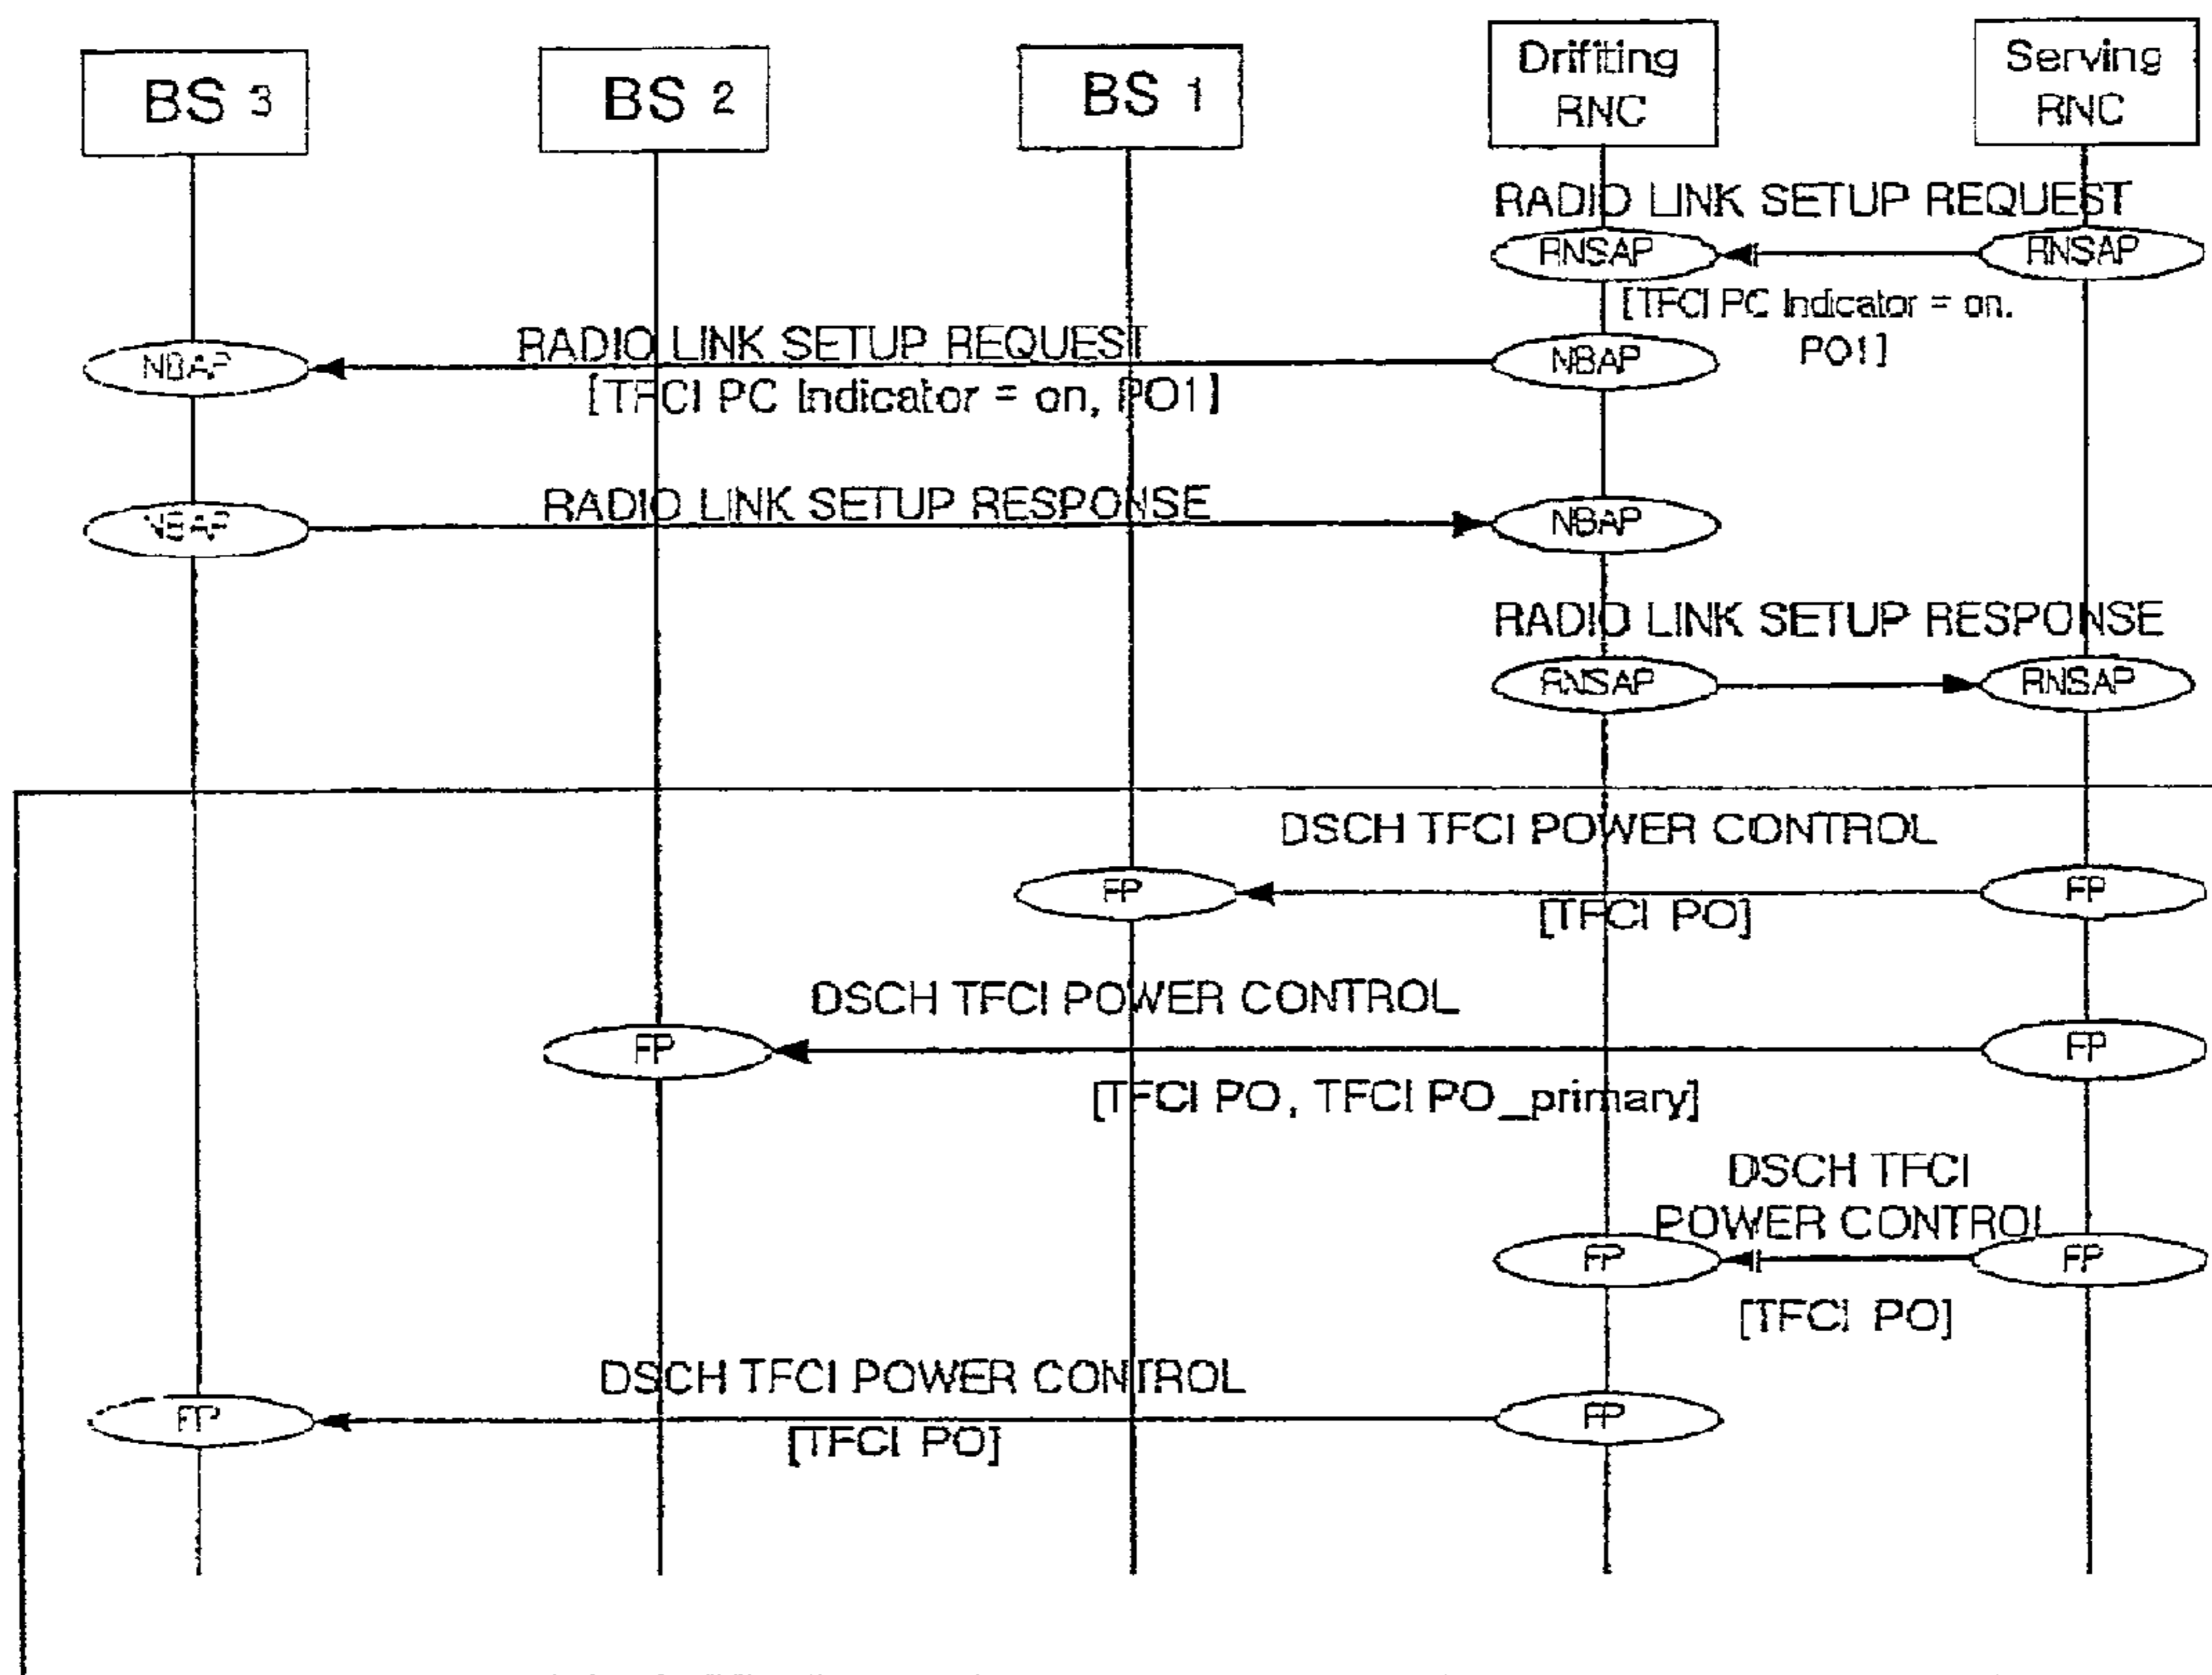 BS 3
BS 2
BS 1
Drifiting
RNC
Serving
RNC
RADIO LINK SETUP REQUEST
RNSAP
RNSAP
[TFCI PC Indicator = on,
PO1]
RADIO LINK SETUP REQUEST
NBAP
NBAP
[TFCI PC Indicator = on, PO1]
RADIO LINK SETUP RESPONSE
NBAP
NBAP
RADIO LINK SETUP RESPONSE
RNSAP
RNSAP
DSCH TFCI POWER CONTROL
FP
FP
[TFCI PO]
DSCH TFCI POWER CONTROL
FP
FP
[TFCI PO, TFCI PO_primary]
DSCH TFCI
POWER CONTROL
FP
FP
[TFCI PO]
DSCH TFCI POWER CONTROL
FP
FP
[TFCI PO]